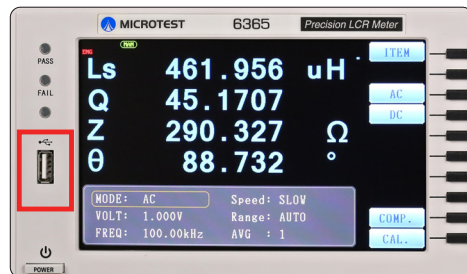 MICROTEST 6365 Precision LCR Meter
PASS
FAIL
POWER
MAN
ITEM
Ls 461.956 uH
Q 45.1707
AC
DC
Z 290.327 Ω
θ 88.732 °
MODE: AC Speed: SLOW
VOLT: 1.000V Range: AUTO
FREQ: 100.00kHz AVG : 1
COMP.
CAL.